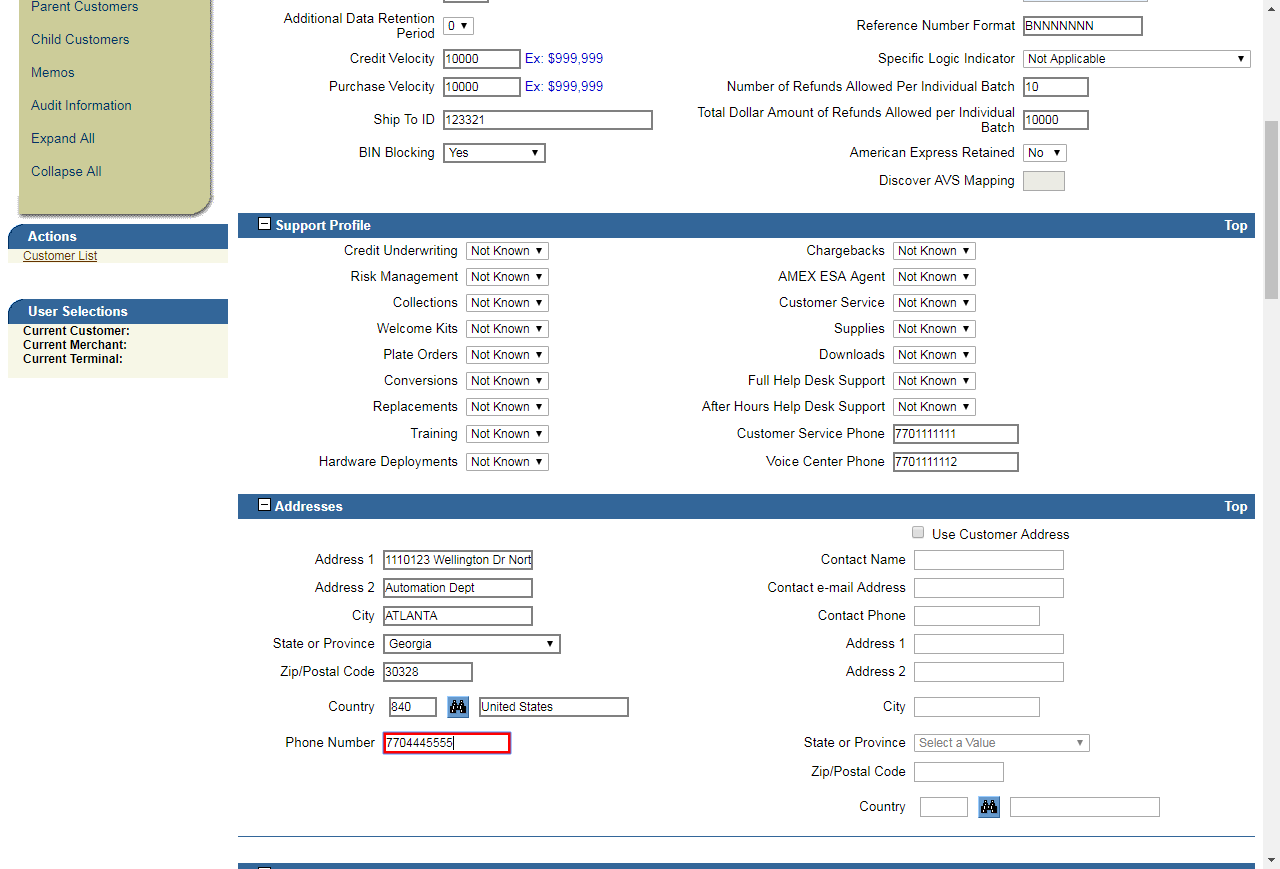 Parent Customers
Child Customers
Memos
Audit Information
Expand All
Collapse All
Actions
Customer List
User Selections
Current Customer:
Current Merchant:
Current Terminal:
Additional Data Retention Period 0
Reference Number Format BNNNNNNN
Credit Velocity 10000 Ex: $999,999
Specific Logic Indicator Not Applicable
Purchase Velocity 10000 Ex: $999,999
Number of Refunds Allowed Per Individual Batch 10
Ship To ID 123321
Total Dollar Amount of Refunds Allowed per Individual Batch 10000
BIN Blocking Yes
American Express Retained No
Discover AVS Mapping
Support Profile Top
Credit Underwriting Not Known Chargebacks Not Known
Risk Management Not Known AMEX ESA Agent Not Known
Collections Not Known Customer Service Not Known
Welcome Kits Not Known Supplies Not Known
Plate Orders Not Known Downloads Not Known
Conversions Not Known Full Help Desk Support Not Known
Replacements Not Known After Hours Help Desk Support Not Known
Training Not Known Customer Service Phone 7701111111
Hardware Deployments Not Known Voice Center Phone 7701111112
Addresses Top
Use Customer Address
Address 1 1110123 Wellington Dr Nort
Address 2 Automation Dept
City ATLANTA
State or Province Georgia
Zip/Postal Code 30328
Country 840 United States
Phone Number 7704445555
Contact Name
Contact e-mail Address
Contact Phone
Address 1
Address 2
City
State or Province Select a Value
Zip/Postal Code
Country